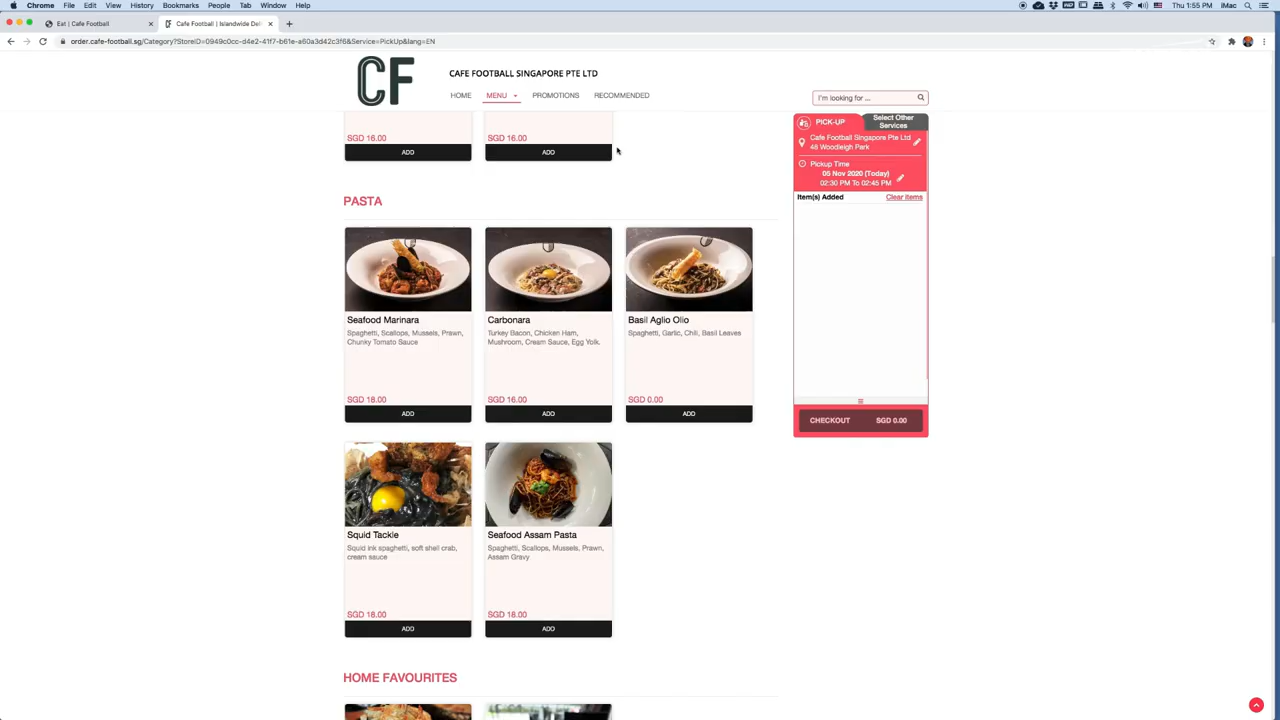 Chrome File Edit View History Bookmarks People Tab Window Help
Thu 1:55 PM iMac
Eat | Cafe Football
Cafe Football | Islandwide Deli
order.cafe-football.sg/Category?StoreID=0949c0cc-d4e2-41f7-b61e-a60a3d42c3f6&Service=PickUp&lang=EN
CF
CAFE FOOTBALL SINGAPORE PTE LTD
HOME MENU PROMOTIONS RECOMMENDED
I'm looking for ...
SGD 16.00 SGD 16.00
ADD ADD
PASTA
Seafood Marinara
Spaghetti, Scallops, Mussels, Prawn,
Chunky Tomato Sauce
SGD 18.00
ADD
Carbonara
Turkey Bacon, Chicken Ham,
Mushroom, Cream Sauce, Egg Yolk.
SGD 16.00
ADD
Basil Aglio Olio
Spaghetti, Garlic, Chili, Basil Leaves
SGD 0.00
ADD
Squid Tackle
Squid ink spaghetti, soft shell crab,
cream sauce
SGD 18.00
ADD
Seafood Assam Pasta
Spaghetti, Scallops, Mussels, Prawn,
Assam Gravy
SGD 18.00
ADD
HOME FAVOURITES
PICK-UP
Select Other
Services
Cafe Football Singapore Pte Ltd
48 Woodleigh Park
Pickup Time
05 Nov 2020 (Today)
02:30 PM To 02:45 PM
Item(s) Added Clear items
CHECKOUT SGD 0.00